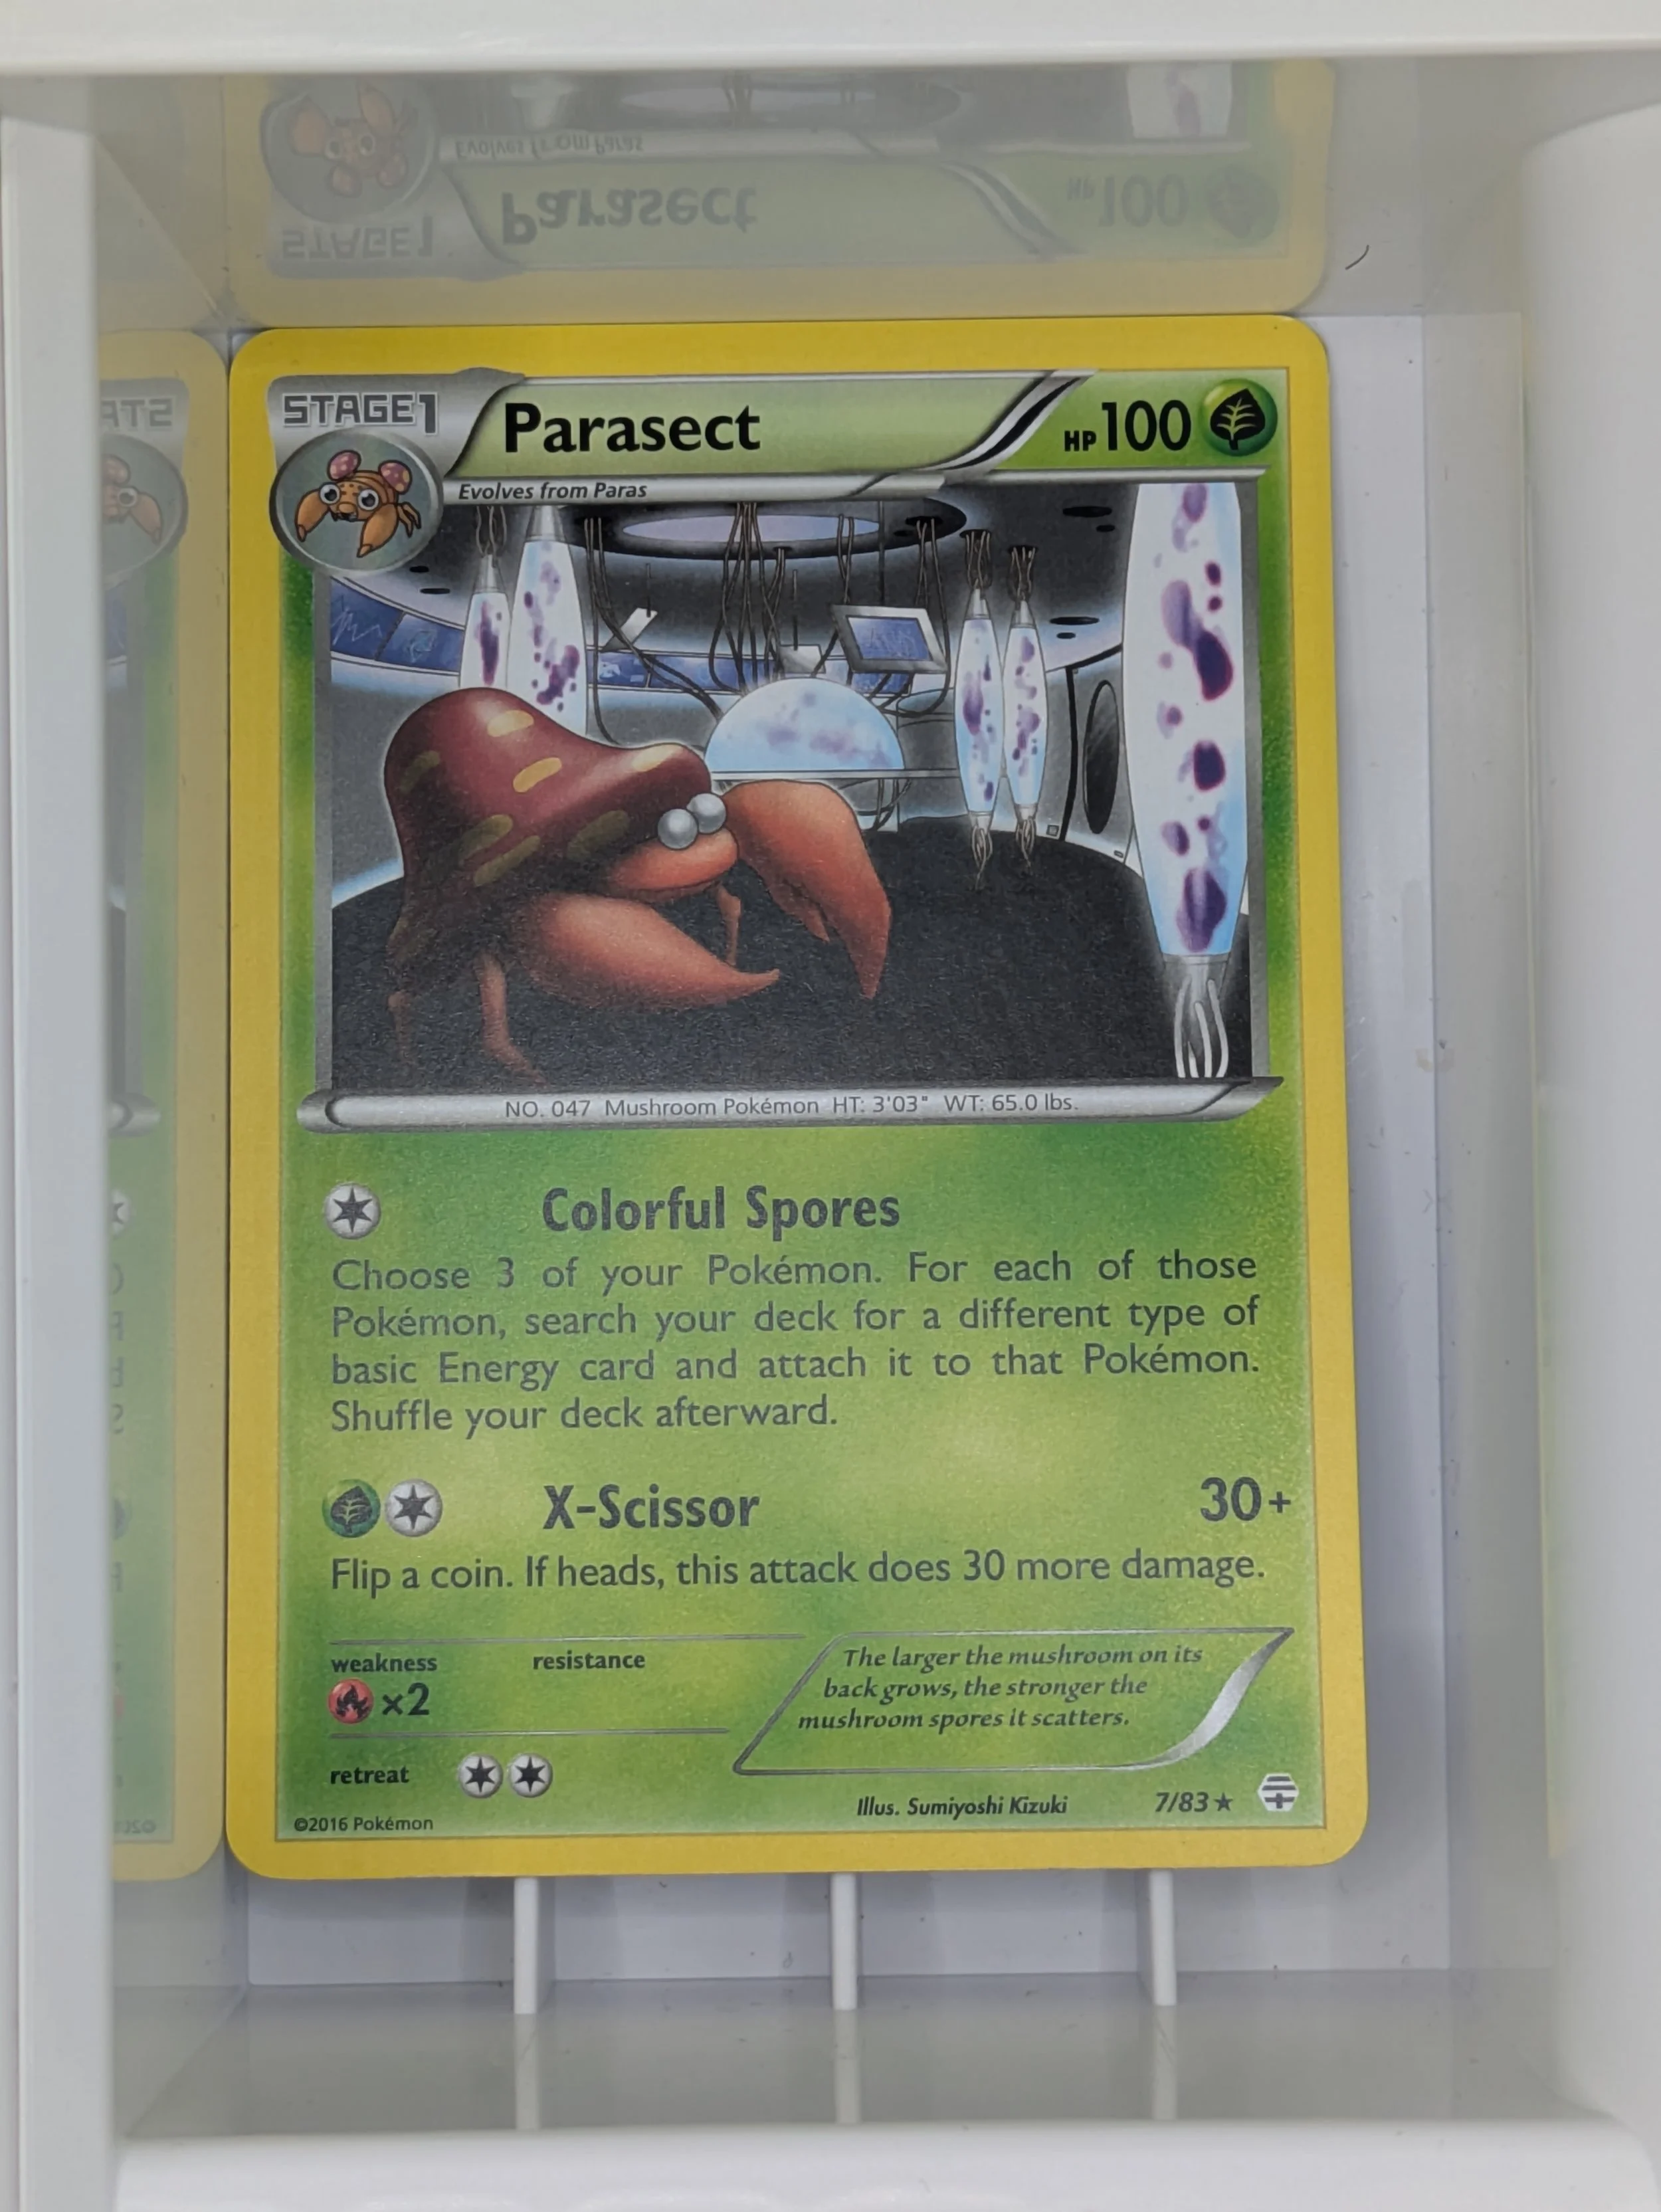 STAGE1
Parasect
HP100
Evolves from Paras
NO. 047 Mushroom Pokémon HT: 3'03" WT: 65.0 lbs.
Colorful Spores
Choose 3 of your Pokémon. For each of those
Pokémon, search your deck for a different type of
basic Energy card and attach it to that Pokémon.
Shuffle your deck afterward.
X-Scissor 30+
Flip a coin. If heads, this attack does 30 more damage.
weakness resistance
×2
The larger the mushroom on its
back grows, the stronger the
mushroom spores it scatters.
retreat
Illus. Sumiyoshi Kizuki 7/83 ★
©2016 Pokémon